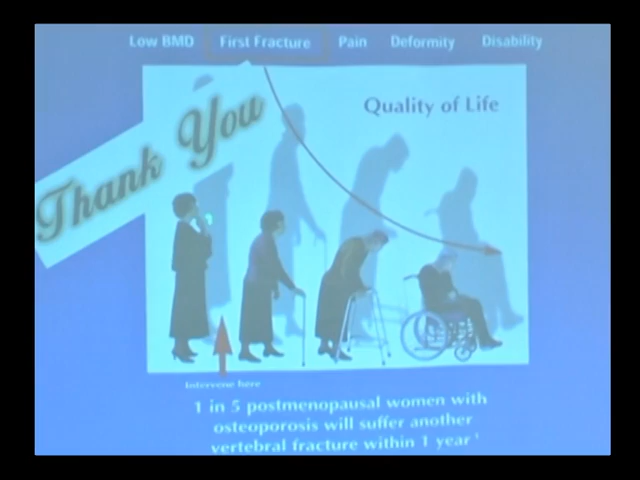 Low BMD First Fracture Pain Deformity Disability
Thank You
Quality of Life
Intervene here
1 in 5 postmenopausal women with
osteoporosis will suffer another
vertebral fracture within 1 year ¹